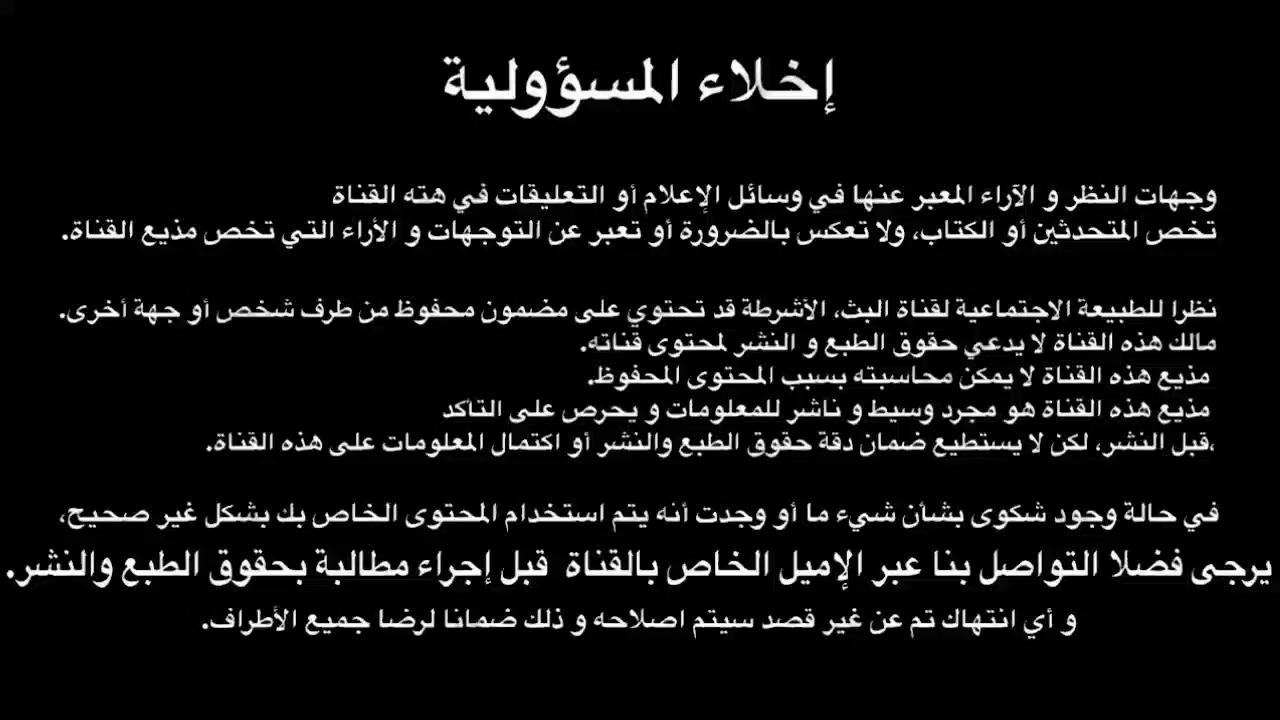 إخلاء المسؤولية
وجهات النظر و الآراء المعبر عنها في وسائل الإعلام أو التعليقات في هته القناة
تخص المتحدثين أو الكتاب، ولا تعكس بالضرورة أو تعبر عن التوجهات و الأراء التي تخص مذيع القناة.
نظرا للطبيعة الاجتماعية لقناة البث، الأشرطة قد تحتوي على مضمون محفوظ من طرف شخص أو جهة أخرى.
مالك هذه القناة لا يدعي حقوق الطبع و النشر لمحتوى قناته.
مذيع هذه القناة لا يمكن محاسبته بسبب المحتوى المحفوظ.
مذيع هذه القناة هو مجرد وسيط و ناشر للمعلومات و يحرص على التأكد
،قبل النشر، لكن لا يستطيع ضمان دقة حقوق الطبع والنشر أو اكتمال المعلومات على هذه القناة.
في حالة وجود شكوى بشأن شيء ما أو وجدت أنه يتم استخدام المحتوى الخاص بك بشكل غير صحيح،
يرجى فضلا التواصل بنا عبر الإميل الخاص بالقناة قبل إجراء مطالبة بحقوق الطبع والنشر.
و أي انتهاك تم عن غير قصد سيتم اصلاحه و ذلك ضمانا لرضا جميع الأطراف.